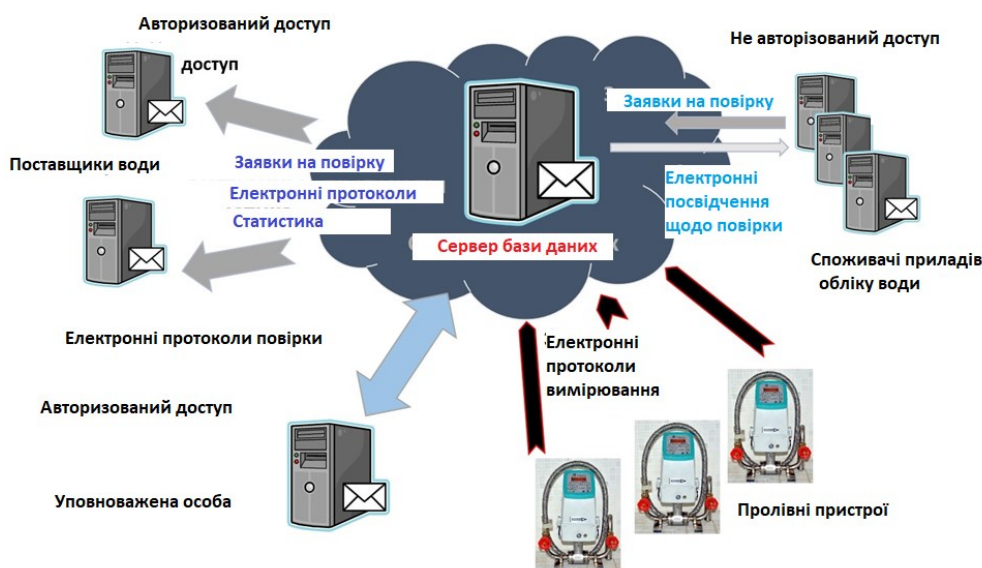 Авторизований доступ
доступ
Не авторізований доступ
Заявки на повірку
Поставщики води
Заявки на повірку
Електронні протоколи
Статистика
Електронні
посвідчення
щодо повірки
Сервер бази даних
Споживачі приладів
обліку води
Електронні протоколи повірки
Електронні
протоколи
вимірювання
Авторизований доступ
Уповноважена особа
Пролівні пристрої